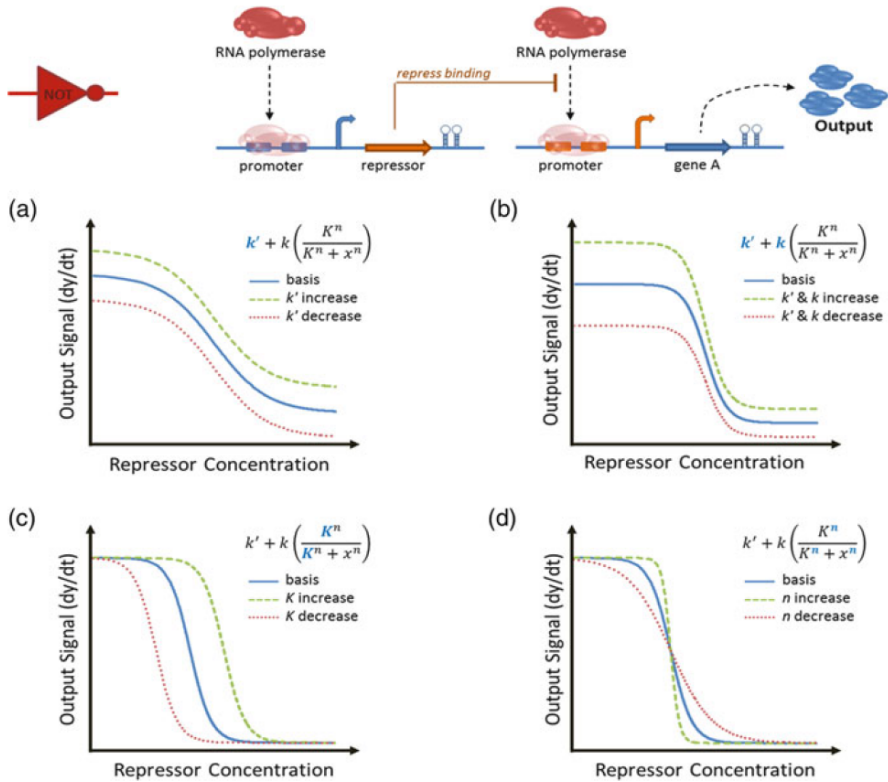 RNA polymerase
RNA polymerase
NOT
repress binding
Output
promoter
repressor
promoter
gene A
(a)
Output Signal (dy/dt)
k' + k (K^n / (K^n + x^n))
basis
k' increase
k' decrease
Repressor Concentration
(b)
Output Signal (dy/dt)
k' + k (K^n / (K^n + x^n))
basis
k' & k increase
k' & k decrease
Repressor Concentration
(c)
Output Signal (dy/dt)
k' + k (K^n / (K^n + x^n))
basis
K increase
K decrease
Repressor Concentration
(d)
Output Signal (dy/dt)
k' + k (K^n / (K^n + x^n))
basis
n increase
n decrease
Repressor Concentration